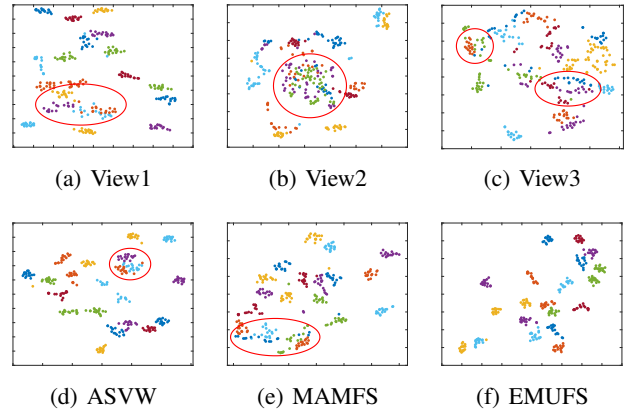 (a) View1
(b) View2
(c) View3
(d) ASVW
(e) MAMFS
(f) EMUFS